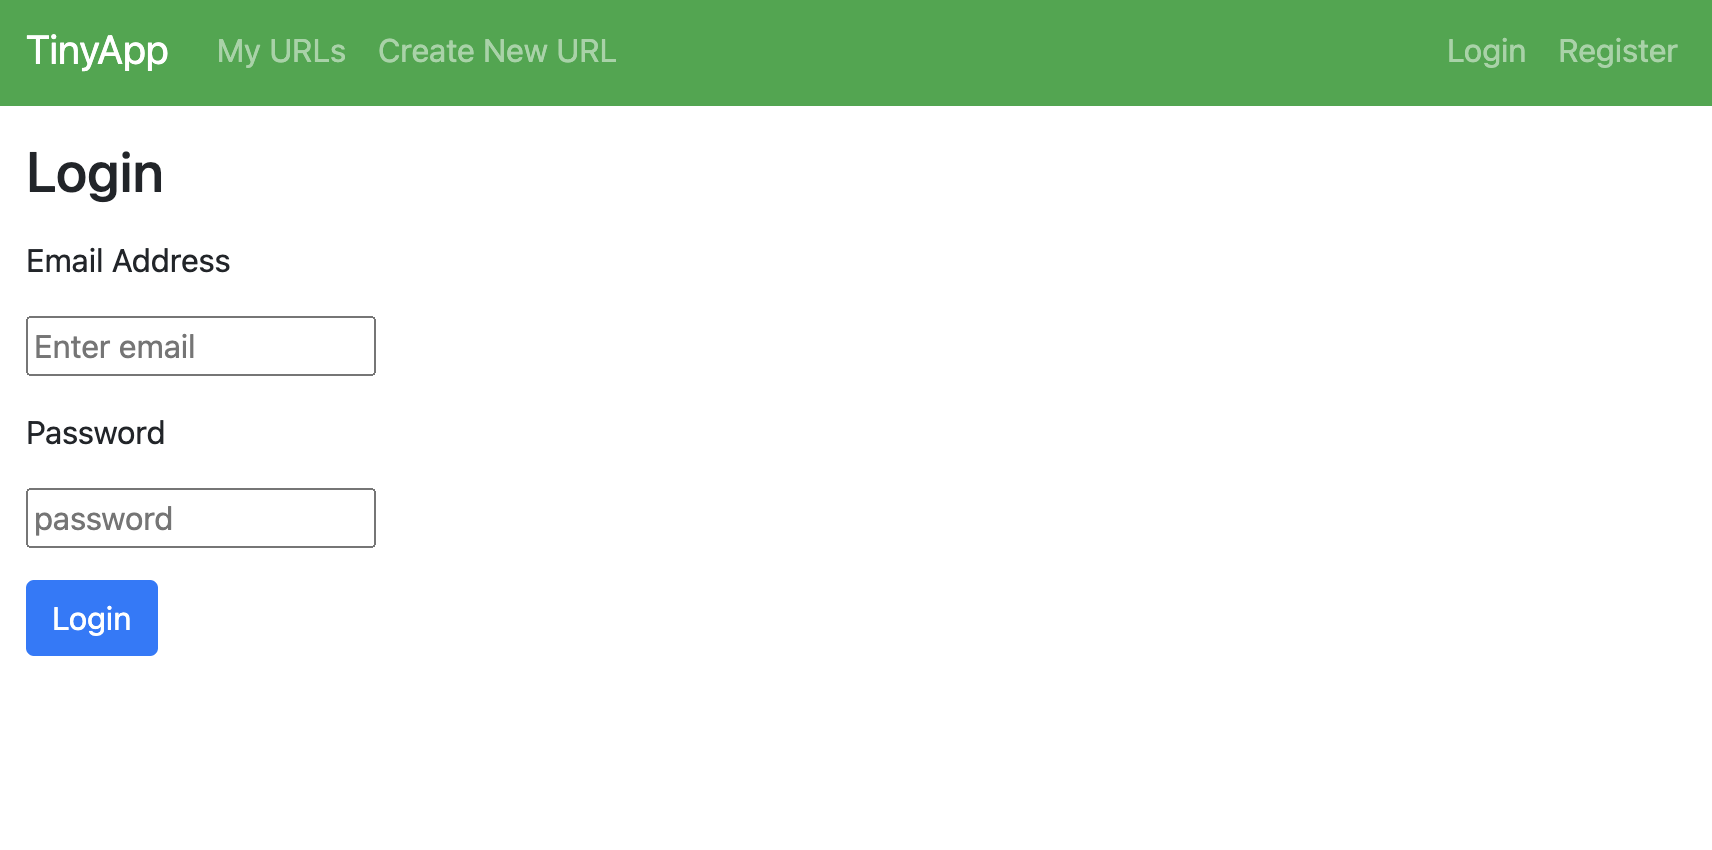 TinyApp My URLs Create New URL Login Register
Login
Email Address
Enter email
Password
password
Login